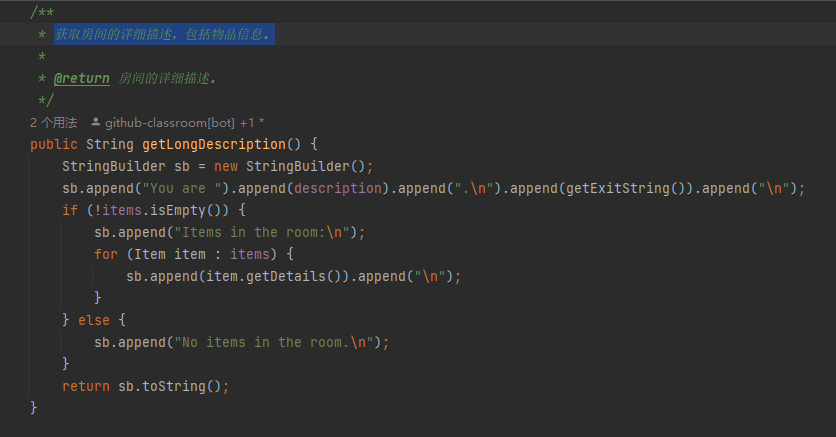 /**
 * 获取房间的详细描述，包括物品信息。
 *
 * @return 房间的详细描述。
 */
2 个用法 github-classroom[bot] +1 *
public String getLongDescription() {
    StringBuilder sb = new StringBuilder();
    sb.append("You are ").append(description).append(".\n").append(getExitString()).append("\n");
    if (!items.isEmpty()) {
        sb.append("Items in the room:\n");
        for (Item item : items) {
            sb.append(item.getDetails()).append("\n");
        }
    } else {
        sb.append("No items in the room.\n");
    }
    return sb.toString();
}